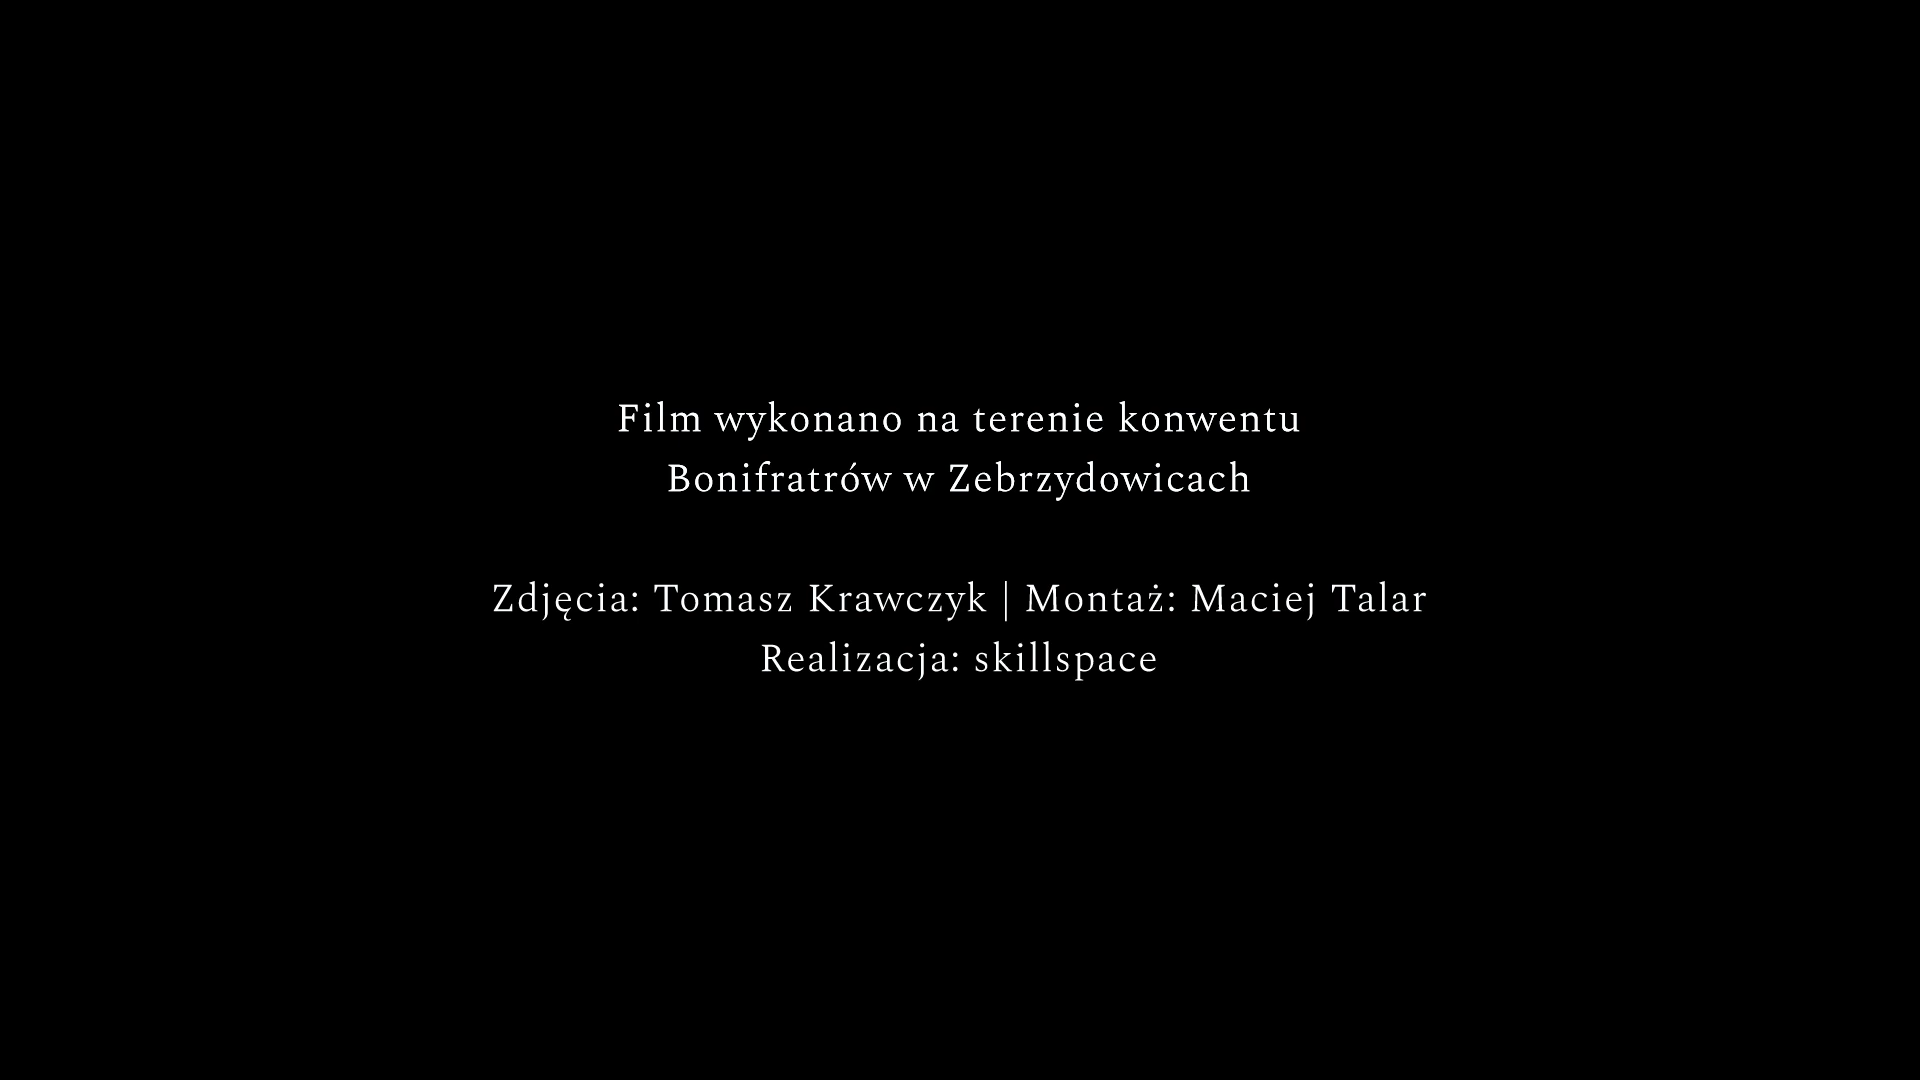 Film wykonano na terenie konwentu
Bonifratrów w Zebrzydowicach
Zdjęcia: Tomasz Krawczyk | Montaż: Maciej Talar
Realizacja: skillspace